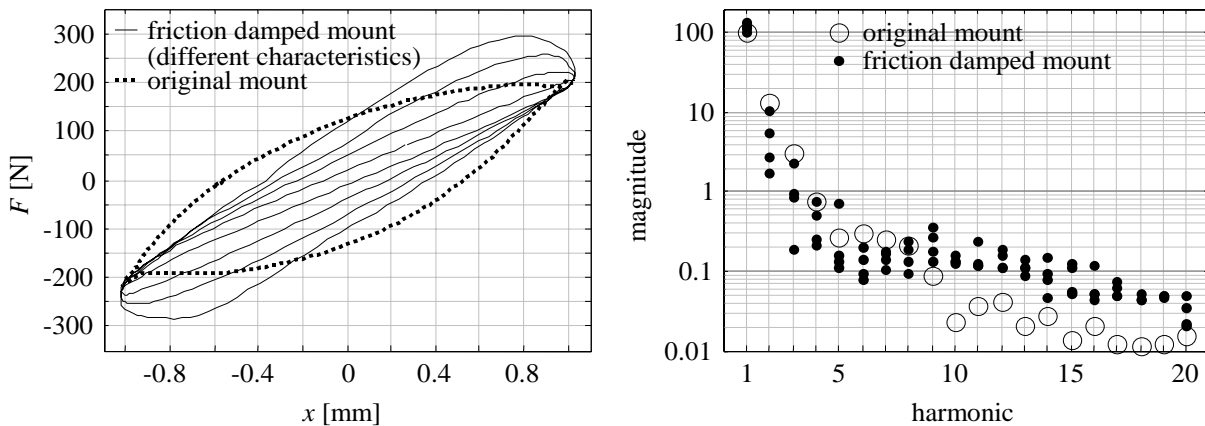 friction damped mount
(different characteristics)
original mount
300
200
100
0
-100
-200
-300
F [N]
-0.8 -0.4 0 0.4 0.8
x [mm]
original mount
friction damped mount
100
10
1
0.1
0.01
magnitude
1 5 10 15 20
harmonic